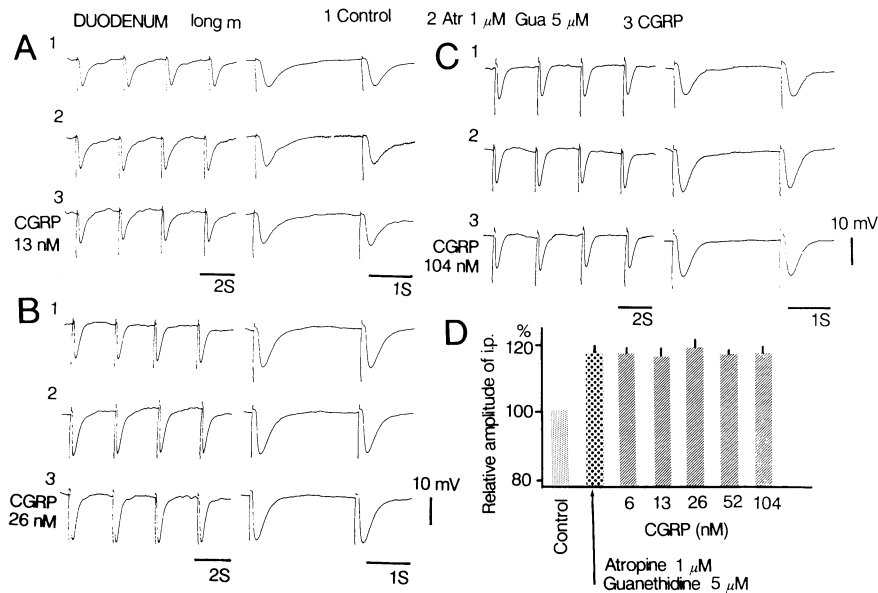 DUODENUM long m 1 Control 2 Atr 1 μM Gua 5 μM 3 CGRP
A
1
2
3
CGRP
13 nM
2S 1S
B
1
2
3
CGRP
26 nM
10 mV
2S 1S
C
1
2
3
CGRP
104 nM
10 mV
2S 1S
D
%
120
100
80
Relative amplitude of i.p.
Control
6 13 26 52 104
CGRP (nM)
Atropine 1 μM
Guanethidine 5 μM